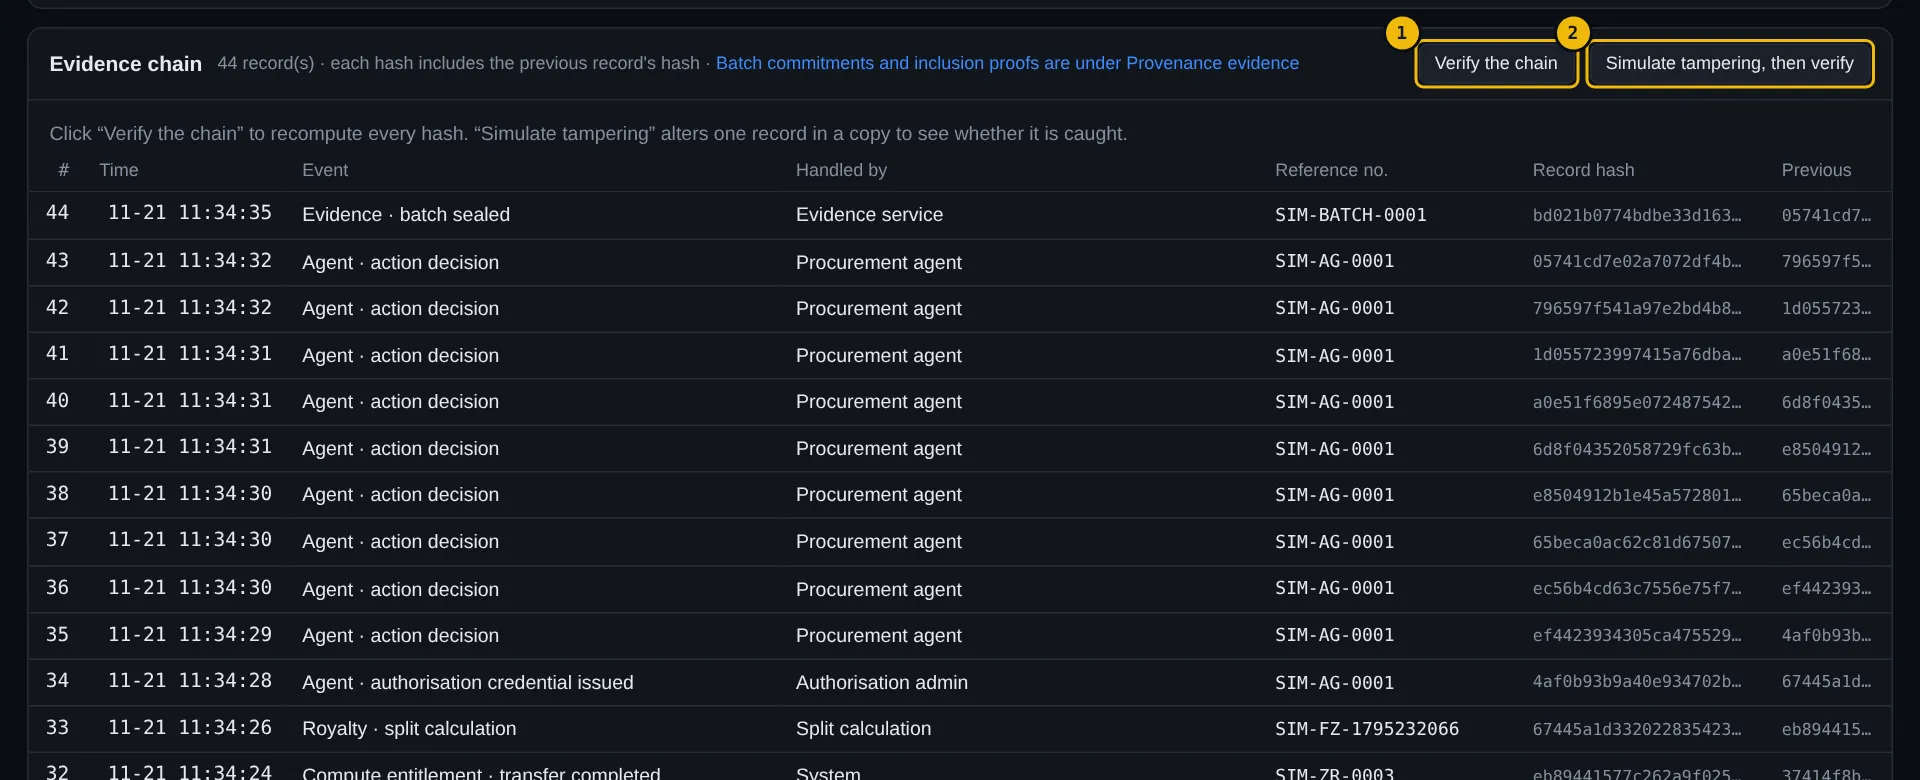 1 2
Evidence chain 44 record(s) · each hash includes the previous record's hash · Batch commitments and inclusion proofs are under Provenance evidence Verify the chain Simulate tampering, then verify
Click “Verify the chain” to recompute every hash. “Simulate tampering” alters one record in a copy to see whether it is caught.
# Time Event Handled by Reference no. Record hash Previous
44 11-21 11:34:35 Evidence · batch sealed Evidence service SIM-BATCH-0001 bd021b0774bdbe33d163… 05741cd7…
43 11-21 11:34:32 Agent · action decision Procurement agent SIM-AG-0001 05741cd7e02a7072df4b… 796597f5…
42 11-21 11:34:32 Agent · action decision Procurement agent SIM-AG-0001 796597f541a97e2bd4b8… 1d055723…
41 11-21 11:34:31 Agent · action decision Procurement agent SIM-AG-0001 1d055723997415a76dba… a0e51f68…
40 11-21 11:34:31 Agent · action decision Procurement agent SIM-AG-0001 a0e51f6895e072487542… 6d8f0435…
39 11-21 11:34:31 Agent · action decision Procurement agent SIM-AG-0001 6d8f04352058729fc63b… e8504912…
38 11-21 11:34:30 Agent · action decision Procurement agent SIM-AG-0001 e8504912b1e45a572801… 65beca0a…
37 11-21 11:34:30 Agent · action decision Procurement agent SIM-AG-0001 65beca0ac62c81d67507… ec56b4cd…
36 11-21 11:34:30 Agent · action decision Procurement agent SIM-AG-0001 ec56b4cd63c7556e75f7… ef442393…
35 11-21 11:34:29 Agent · action decision Procurement agent SIM-AG-0001 ef4423934305ca475529… 4af0b93b…
34 11-21 11:34:28 Agent · authorisation credential issued Authorisation admin SIM-AG-0001 4af0b93b9a40e934702b… 67445a1d…
33 11-21 11:34:26 Royalty · split calculation Split calculation SIM-FZ-1795232066 67445a1d332022835423… eb894415…
32 11-21 11:34:24 Compute entitlement · transfer completed System SIM-ZR-0003 eb89441577c262a9f025… 37414f8b…